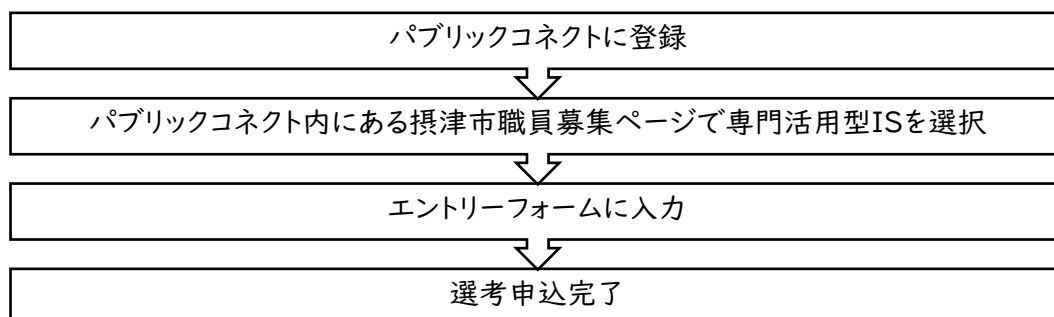 パブリックコネクトに登録
パブリックコネクト内にある摂津市職員募集ページで専門活用型ISを選択
エントリーフォームに入力
選考申込完了